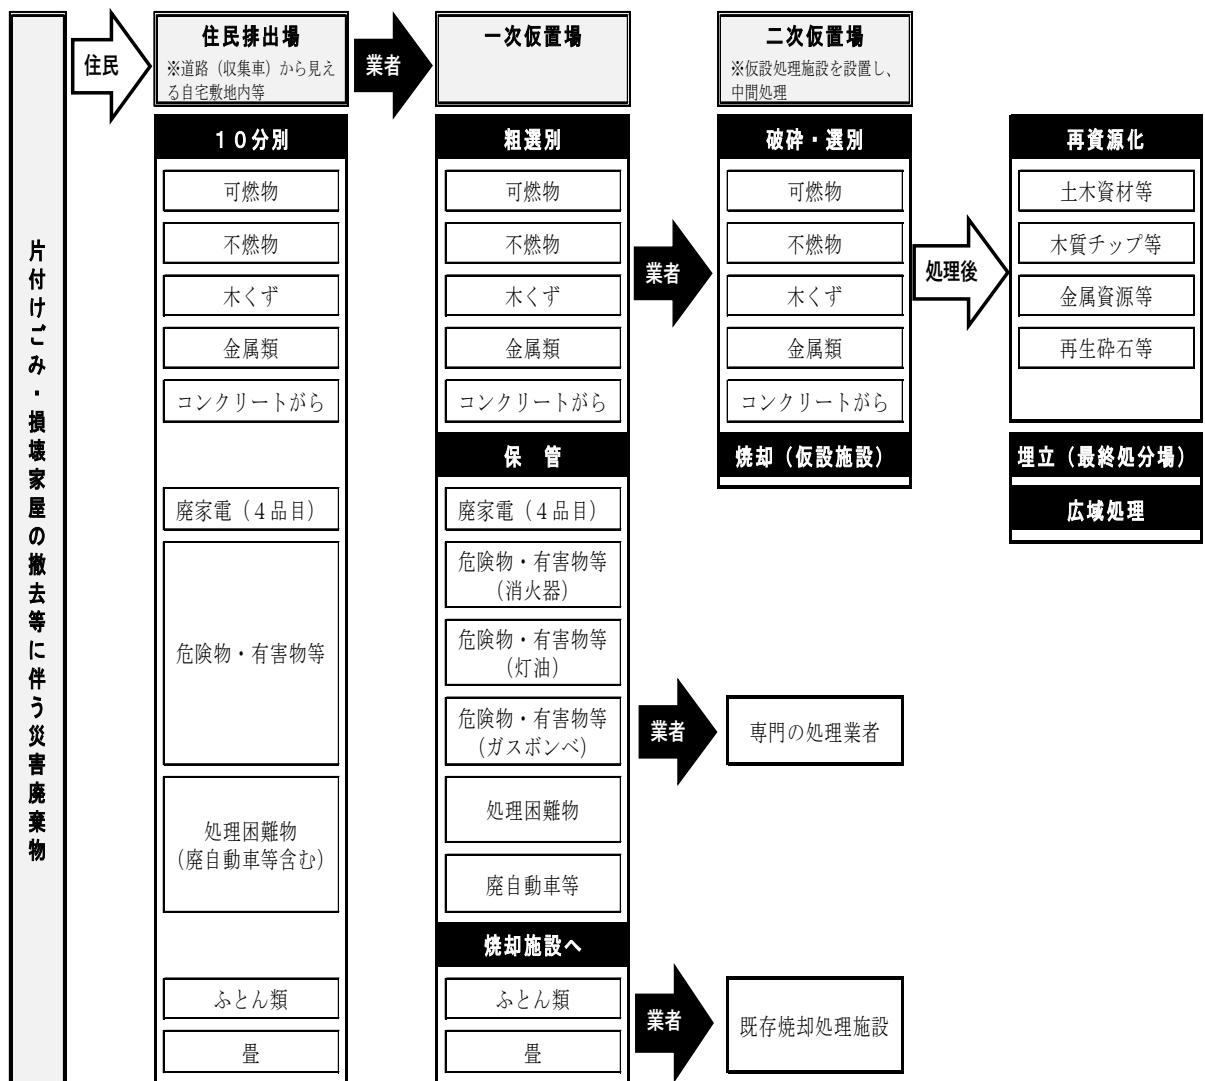 片付けごみ・損壊家屋の撤去等に伴う災害廃棄物
住民
住民排出場
※道路（収集車）から見え
る自宅敷地内等
１０分別
可燃物
不燃物
木くず
金属類
コンクリートがら
廃家電（４品目）
危険物・有害物等
処理困難物
（廃自動車等含む）
ふとん類
畳
業者
一次仮置場
粗選別
可燃物
不燃物
木くず
金属類
コンクリートがら
保　管
廃家電（４品目）
危険物・有害物等
（消火器）
危険物・有害物等
（灯油）
危険物・有害物等
（ガスボンベ）
処理困難物
廃自動車等
焼却施設へ
ふとん類
畳
業者
業者
業者
二次仮置場
※仮設処理施設を設置し、
中間処理
破砕・選別
可燃物
不燃物
木くず
金属類
コンクリートがら
焼却（仮設施設）
専門の処理業者
既存焼却処理施設
処理後
再資源化
土木資材等
木質チップ等
金属資源等
再生砕石等
埋立（最終処分場）
広域処理